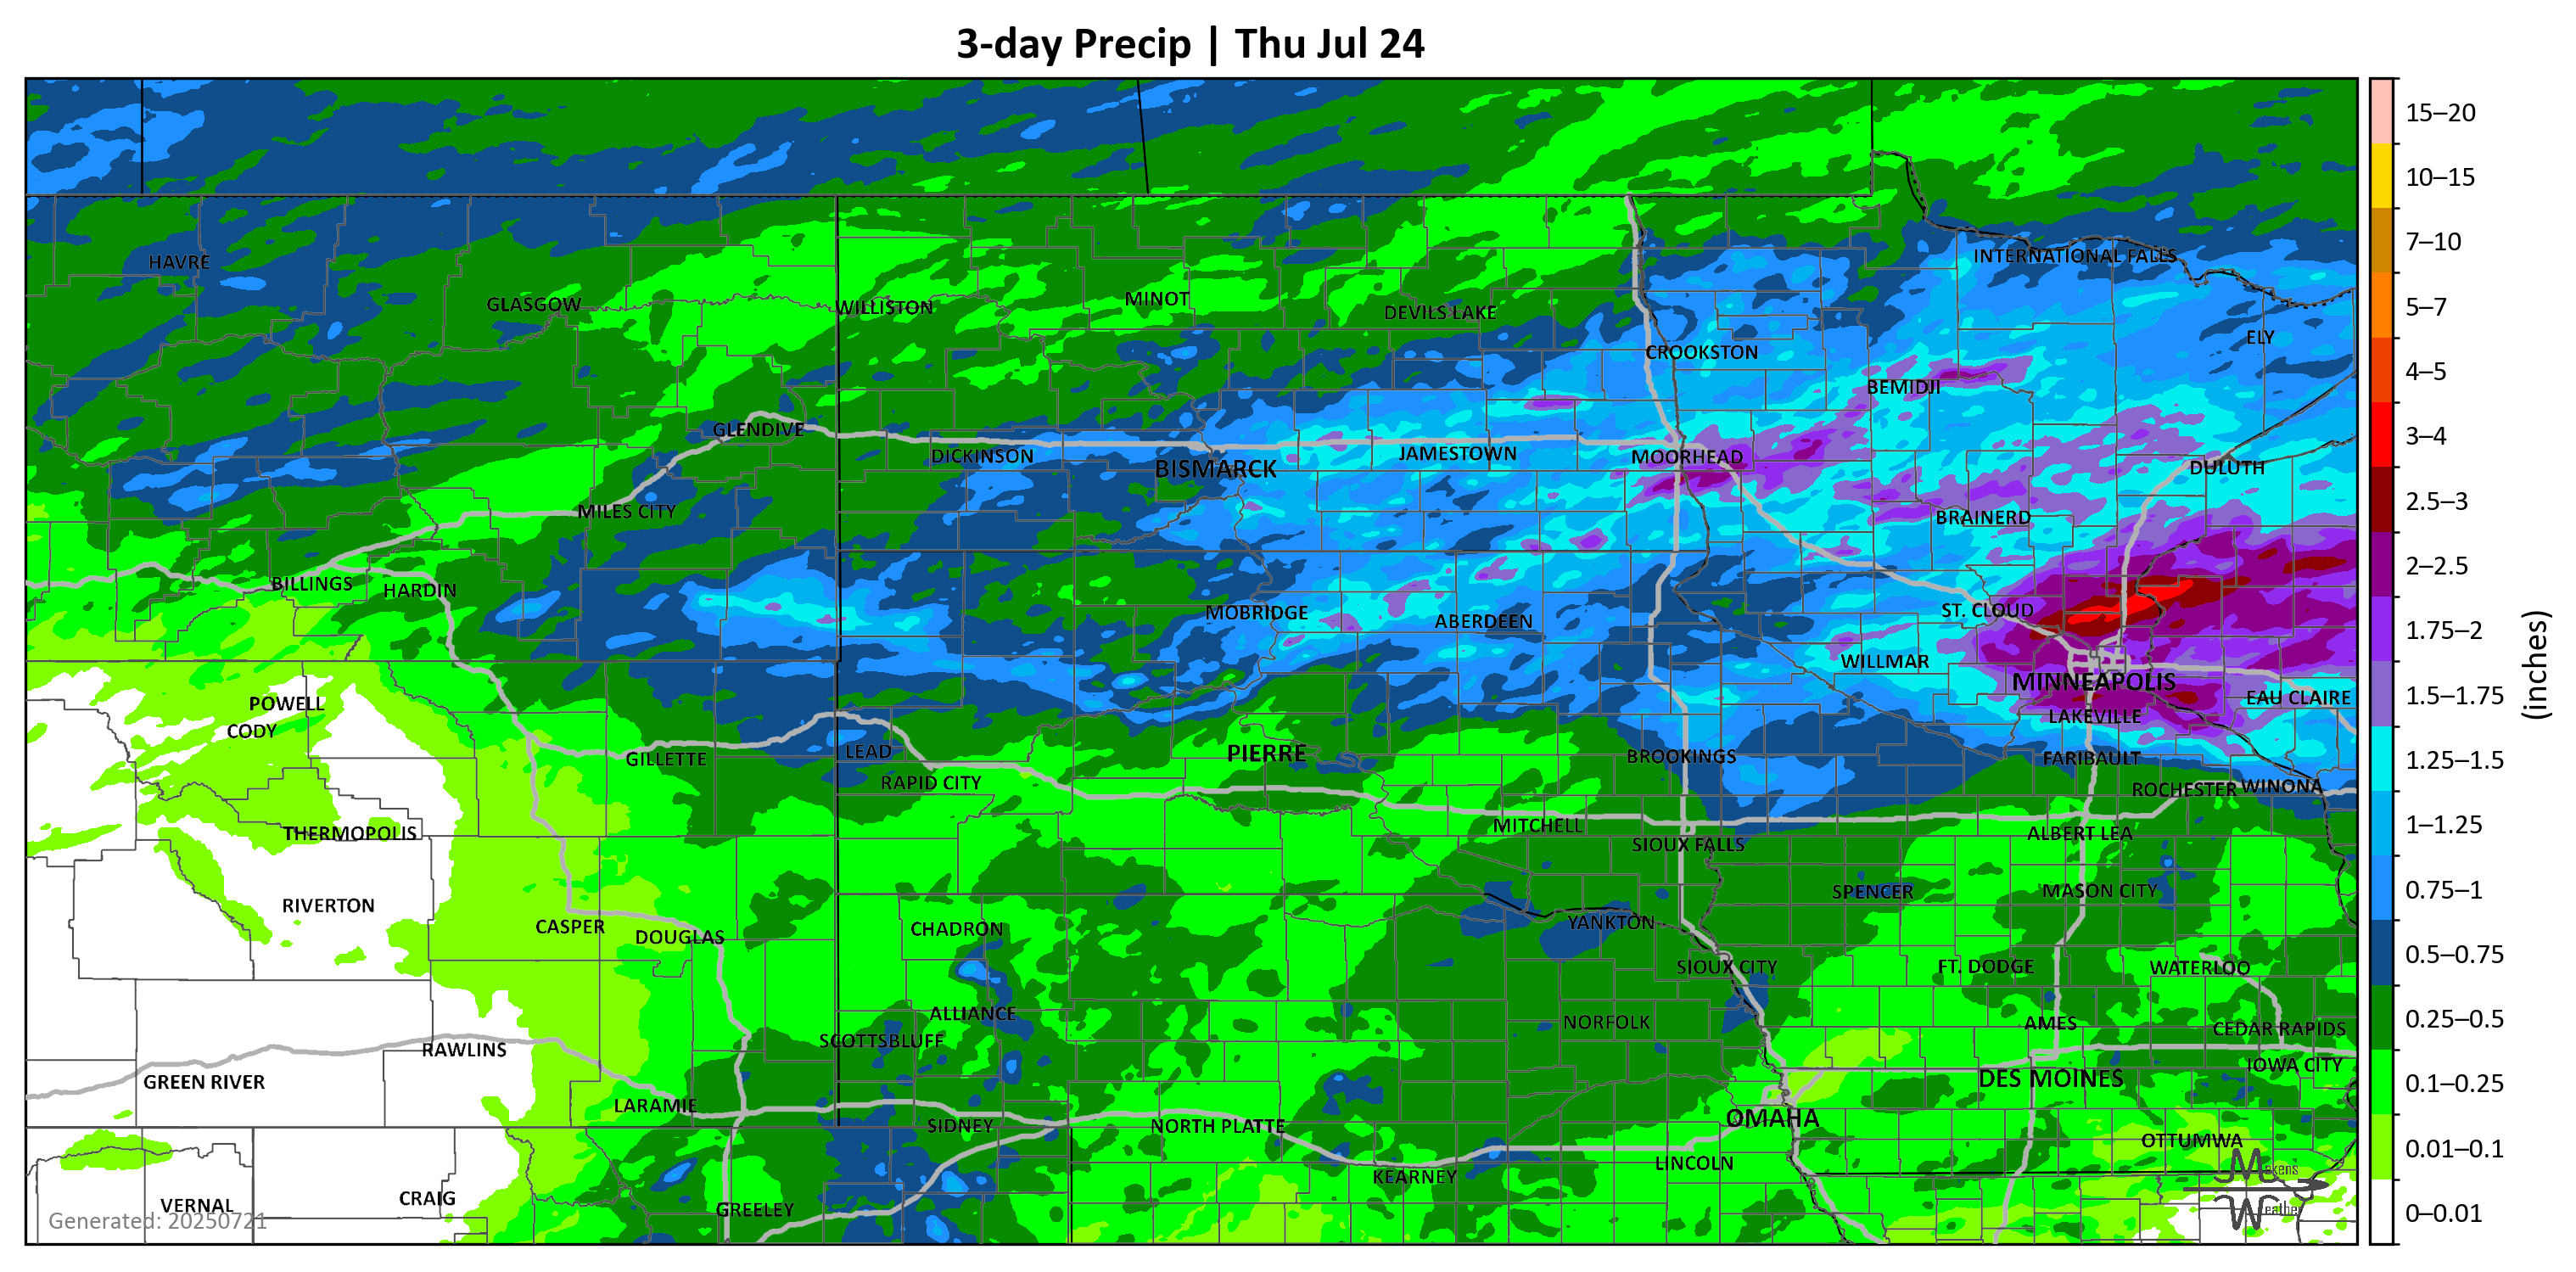 3-day Precip | Thu Jul 24
INTERNATIONAL FALLS
HAVRE
GLASGOW
WILLISTON
MINOT
DEVILS LAKE
ELY
CROOKSTON
BEMIDJI
GLENDIVE
DICKINSON
BISMARCK
JAMESTOWN
MOORHEAD
DULUTH
MILES CITY
BRAINERD
BILLINGS
HARDIN
MOBRIDGE
ABERDEEN
ST. CLOUD
WILLMAR
MINNEAPOLIS
EAU CLAIRE
POWELL
CODY
LAKEVILLE
GILLETTE
LEAD
RAPID CITY
PIERRE
BROOKINGS
FARIBAULT
ROCHESTER
WINONA
THERMOPOLIS
MITCHELL
SIOUX FALLS
ALBERT LEA
RIVERTON
SPENCER
MASON CITY
CASPER
DOUGLAS
CHADRON
YANKTON
SIOUX CITY
FT. DODGE
WATERLOO
ALLIANCE
SCOTTSBLUFF
NORFOLK
AMES
CEDAR RAPIDS
RAWLINS
GREEN RIVER
IOWA CITY
DES MOINES
LARAMIE
SIDNEY
NORTH PLATTE
OMAHA
OTTUMWA
KEARNEY
LINCOLN
VERNAL
CRAIG
GREELEY
Generated: 20250721
Makens
Weather
15–20
10–15
7–10
5–7
4–5
3–4
2.5–3
2–2.5
1.75–2
1.5–1.75
1.25–1.5
1–1.25
0.75–1
0.5–0.75
0.25–0.5
0.1–0.25
0.01–0.1
0–0.01
(inches)